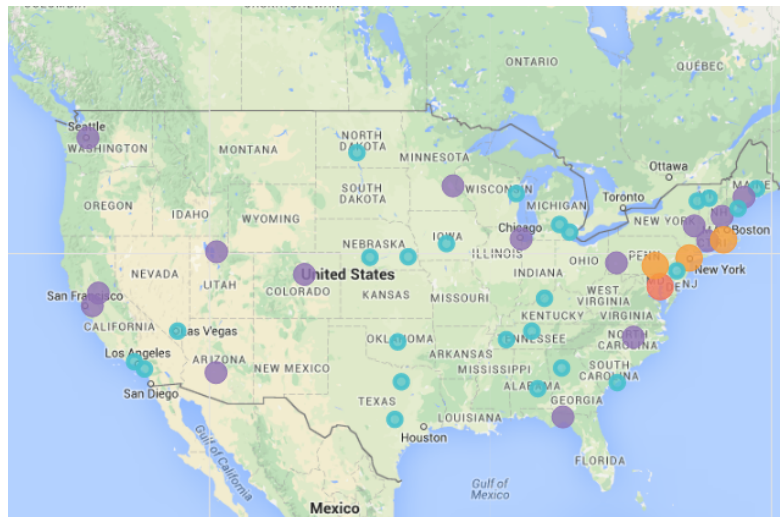 ONTARIO
QUÉBEC
Seattle
WASHINGTON
MONTANA
NORTH
DAKOTA
MINNESOTA
Ottawa
MAINE
OREGON
IDAHO
WYOMING
SOUTH
DAKOTA
WISCONSIN
MICHIGAN
Toronto
NEW YORK
Boston
Chicago
IOWA
NEBRASKA
ILLINOIS
INDIANA
OHIO
PENN
New York
NEVADA
UTAH
COLORADO
United States
KANSAS
MISSOURI
WEST
VIRGINIA
NJ
San Francisco
CALIFORNIA
KENTUCKY
VIRGINIA
Las Vegas
OKLAHOMA
TENNESSEE
NORTH
CAROLINA
Los Angeles
ARIZONA
NEW MEXICO
ARKANSAS
MISSISSIPPI
SOUTH
CAROLINA
San Diego
TEXAS
ALABAMA
GEORGIA
LOUISIANA
Houston
FLORIDA
Gulf of
California
Gulf of
Mexico
Mexico